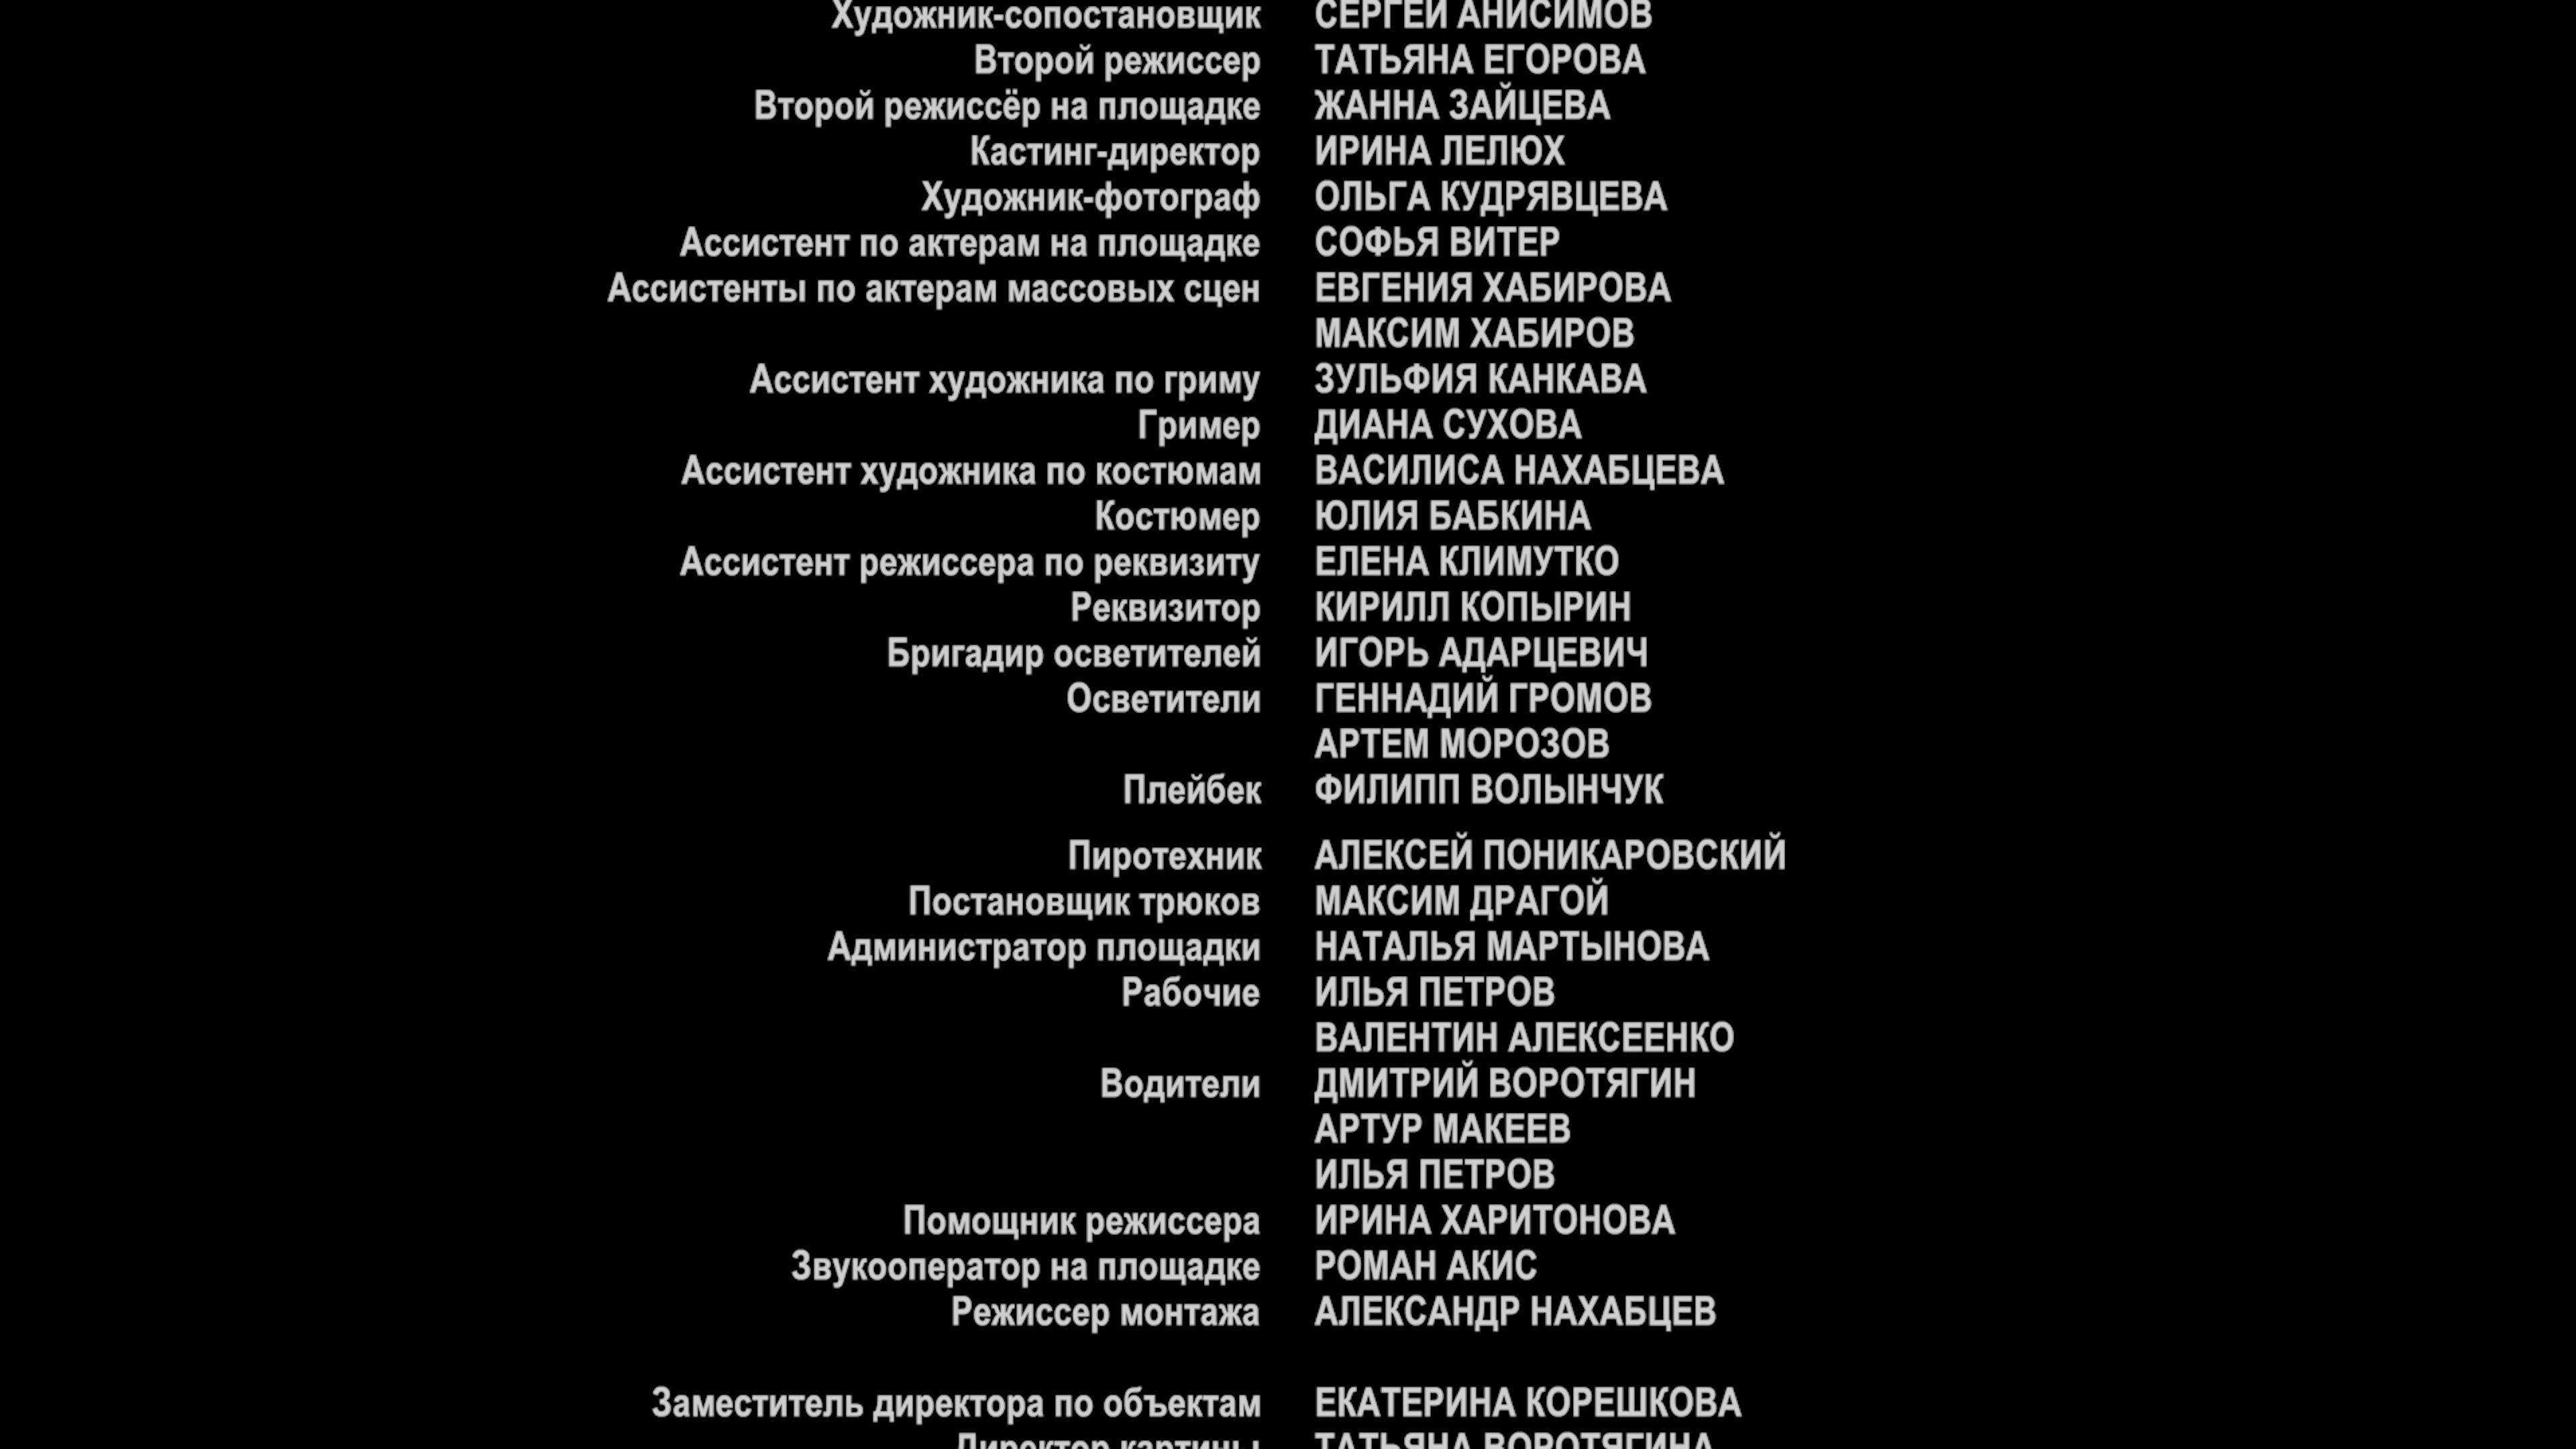 Художник-сопостановщик СЕРГЕЙ АНИСИМОВ
Второй режиссер ТАТЬЯНА ЕГОРОВА
Второй режиссёр на площадке ЖАННА ЗАЙЦЕВА
Кастинг-директор ИРИНА ЛЕЛЮХ
Художник-фотограф ОЛЬГА КУДРЯВЦЕВА
Ассистент по актерам на площадке СОФЬЯ ВИТЕР
Ассистенты по актерам массовых сцен ЕВГЕНИЯ ХАБИРОВА
МАКСИМ ХАБИРОВ
Ассистент художника по гриму ЗУЛЬФИЯ КАНКАВА
Гример ДИАНА СУХОВА
Ассистент художника по костюмам ВАСИЛИСА НАХАБЦЕВА
Костюмер ЮЛИЯ БАБКИНА
Ассистент режиссера по реквизиту ЕЛЕНА КЛИМУТКО
Реквизитор КИРИЛЛ КОПЫРИН
Бригадир осветителей ИГОРЬ АДАРЦЕВИЧ
Осветители ГЕННАДИЙ ГРОМОВ
АРТЕМ МОРОЗОВ
Плейбек ФИЛИПП ВОЛЫНЧУК
Пиротехник АЛЕКСЕЙ ПОНИКАРОВСКИЙ
Постановщик трюков МАКСИМ ДРАГОЙ
Администратор площадки НАТАЛЬЯ МАРТЫНОВА
Рабочие ИЛЬЯ ПЕТРОВ
ВАЛЕНТИН АЛЕКСЕЕНКО
Водители ДМИТРИЙ ВОРОТЯГИН
АРТУР МАКЕЕВ
ИЛЬЯ ПЕТРОВ
Помощник режиссера ИРИНА ХАРИТОНОВА
Звукооператор на площадке РОМАН АКИС
Режиссер монтажа АЛЕКСАНДР НАХАБЦЕВ
Заместитель директора по объектам ЕКАТЕРИНА КОРЕШКОВА
Директор картины ТАТЬЯНА ВОРОТЯГИНА